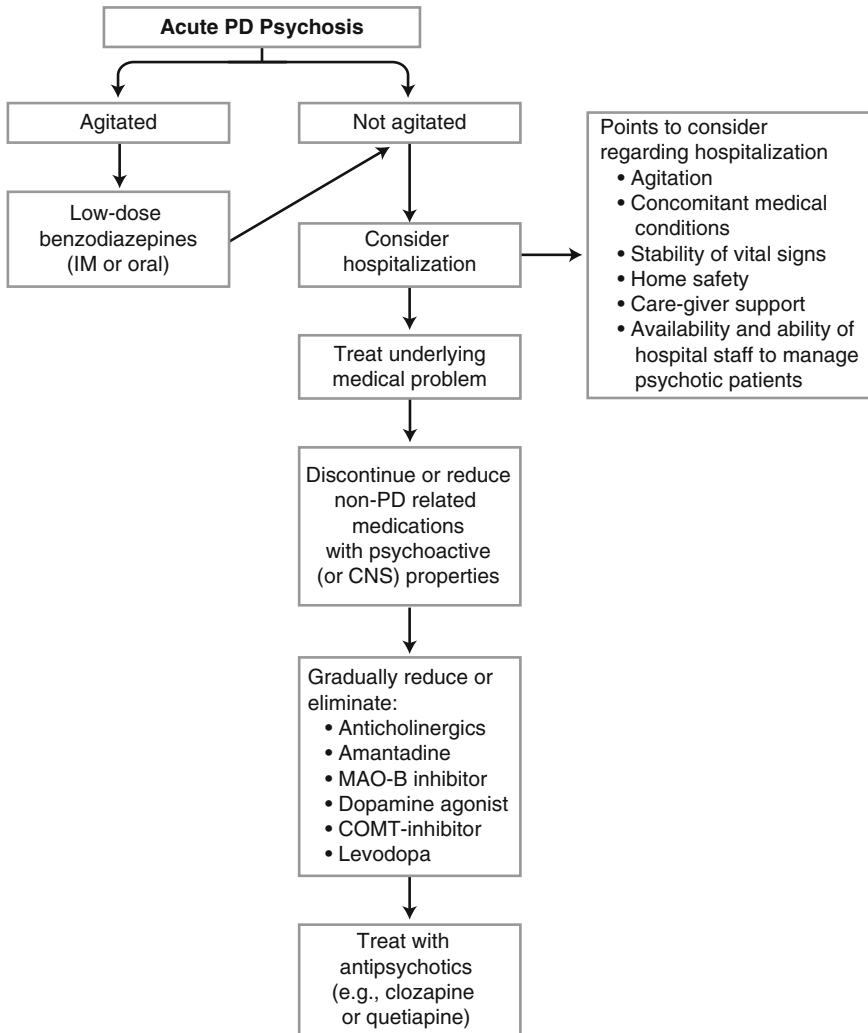 Acute PD Psychosis
Agitated
Not agitated
Low-dose
benzodiazepines
(IM or oral)
Consider
hospitalization
Points to consider
regarding hospitalization
• Agitation
• Concomitant medical
conditions
• Stability of vital signs
• Home safety
• Care-giver support
• Availability and ability of
hospital staff to manage
psychotic patients
Treat underlying
medical problem
Discontinue or reduce
non-PD related
medications
with psychoactive
(or CNS) properties
Gradually reduce or
eliminate:
• Anticholinergics
• Amantadine
• MAO-B inhibitor
• Dopamine agonist
• COMT-inhibitor
• Levodopa
Treat with
antipsychotics
(e.g., clozapine
or quetiapine)